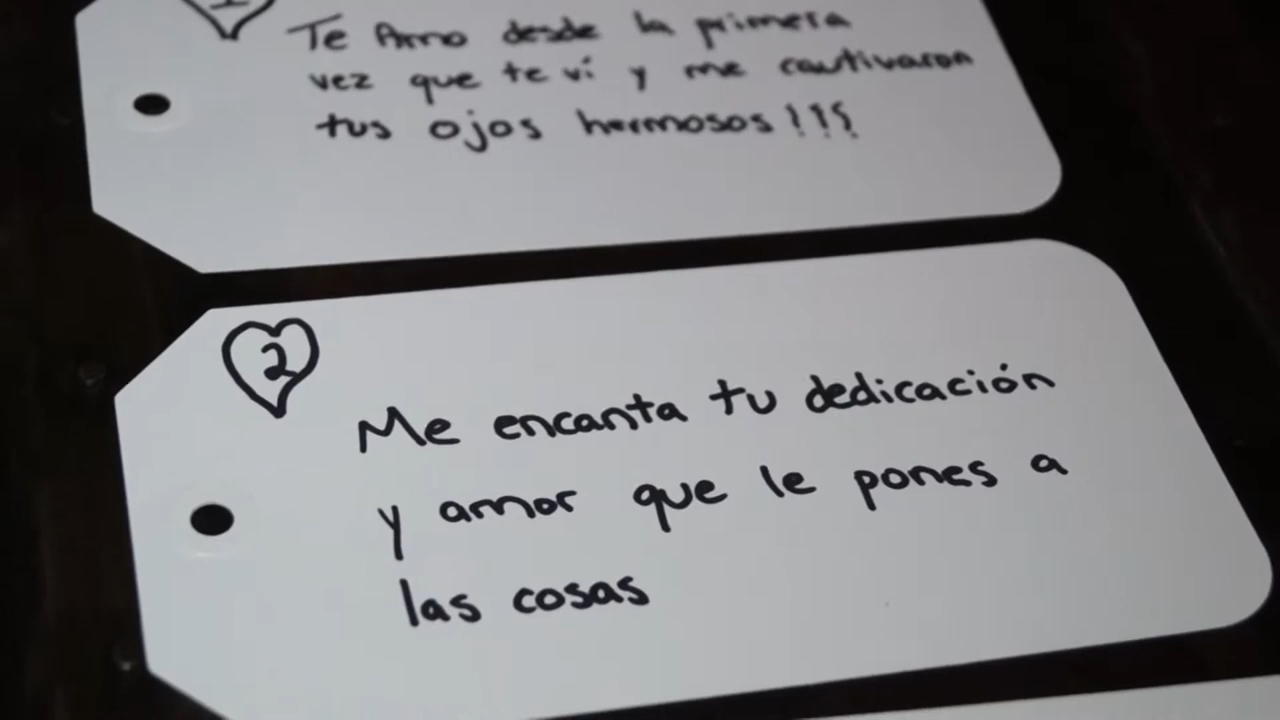 1
Te Amo desde la primera
vez que te ví y me cautivaron
tus ojos hermosos!!!
2
Me encanta tu dedicación
y amor que le pones a
las cosas